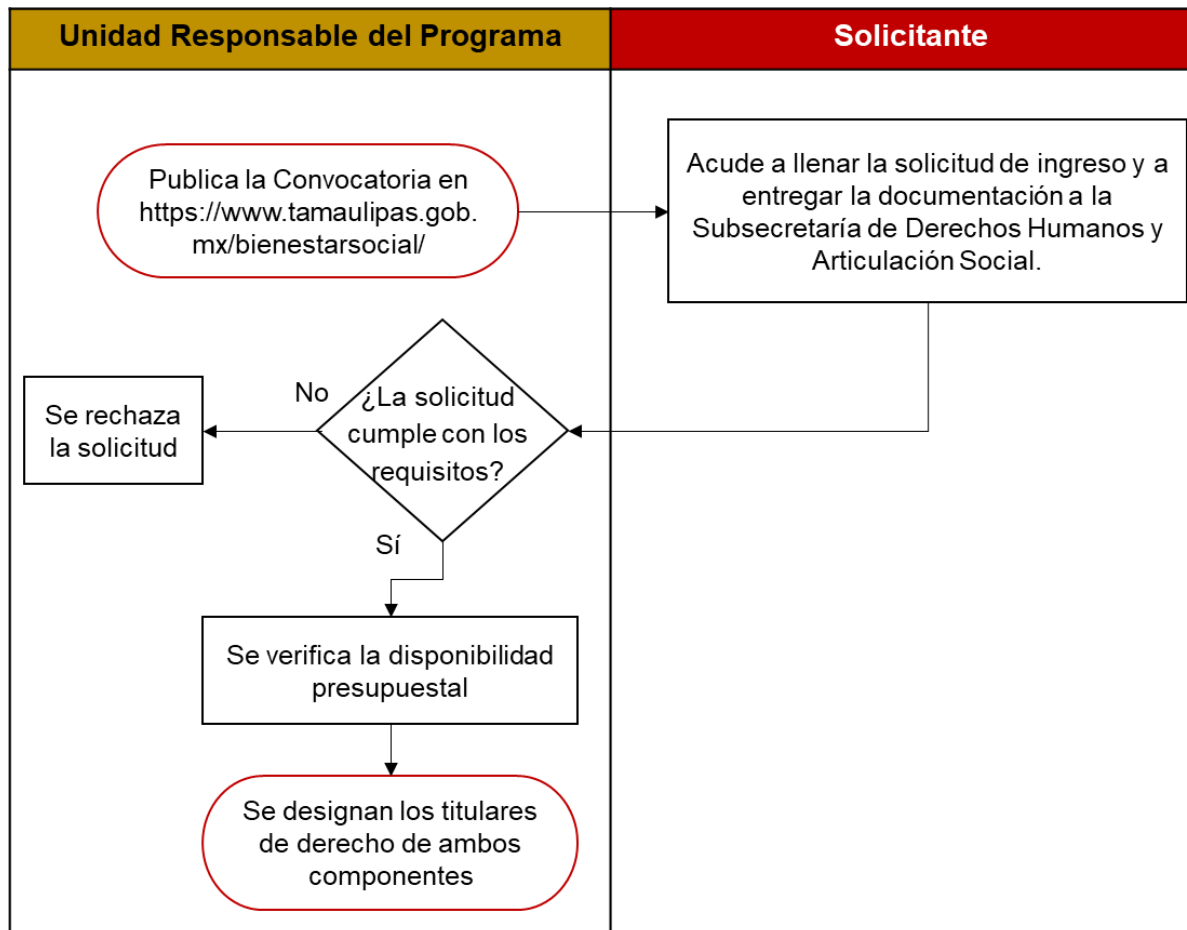 Unidad Responsable del Programa
Solicitante
Publica la Convocatoria en
https://www.tamaulipas.gob.
mx/bienestarsocial/
Acude a llenar la solicitud de ingreso y a
entregar la documentación a la
Subsecretaría de Derechos Humanos y
Articulación Social.
¿La solicitud
cumple con los
requisitos?
No
Se rechaza
la solicitud
Sí
Se verifica la disponibilidad
presupuestal
Se designan los titulares
de derecho de ambos
componentes